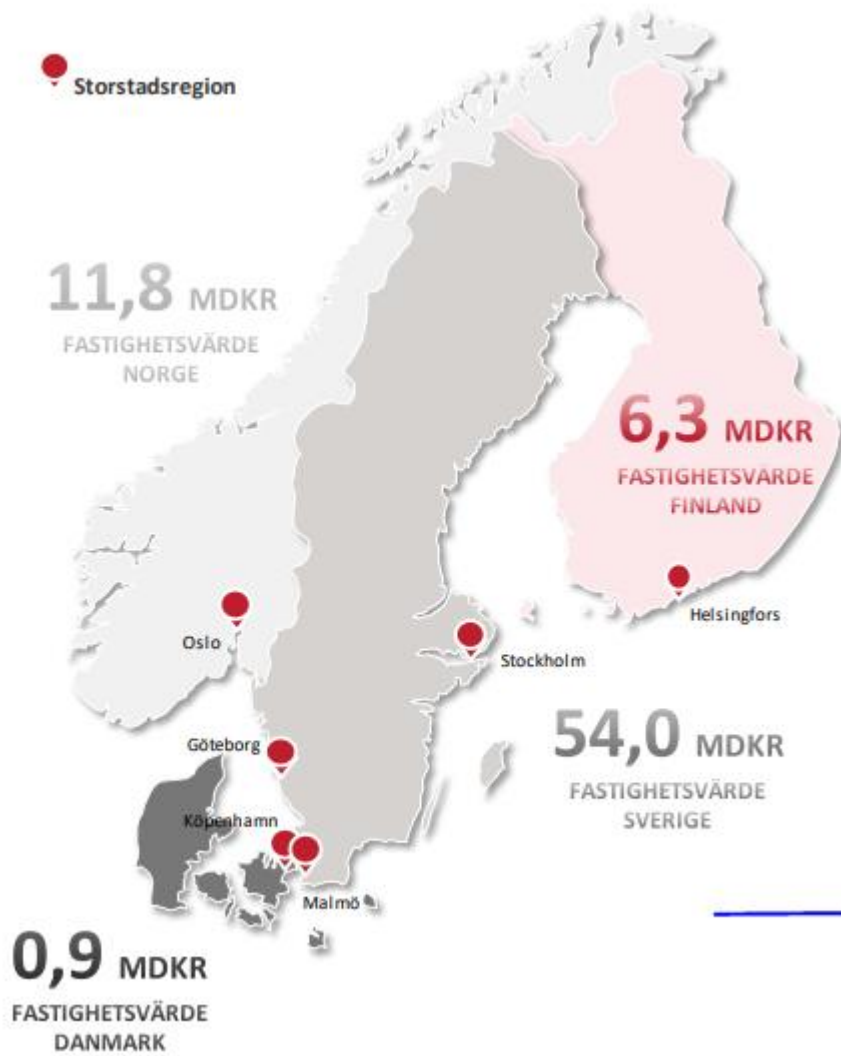 Storstadsregion
11,8 MDKR
FASTIGHETSVÄRDE
NORGE
6,3 MDKR
FASTIGHETSVARDE
FINLAND
Helsingfors
Oslo
Stockholm
54,0 MDKR
FASTIGHETSVÄRDE
SVERIGE
Göteborg
Köpenhamn
Malmö
0,9 MDKR
FASTIGHETSVÄRDE
DANMARK